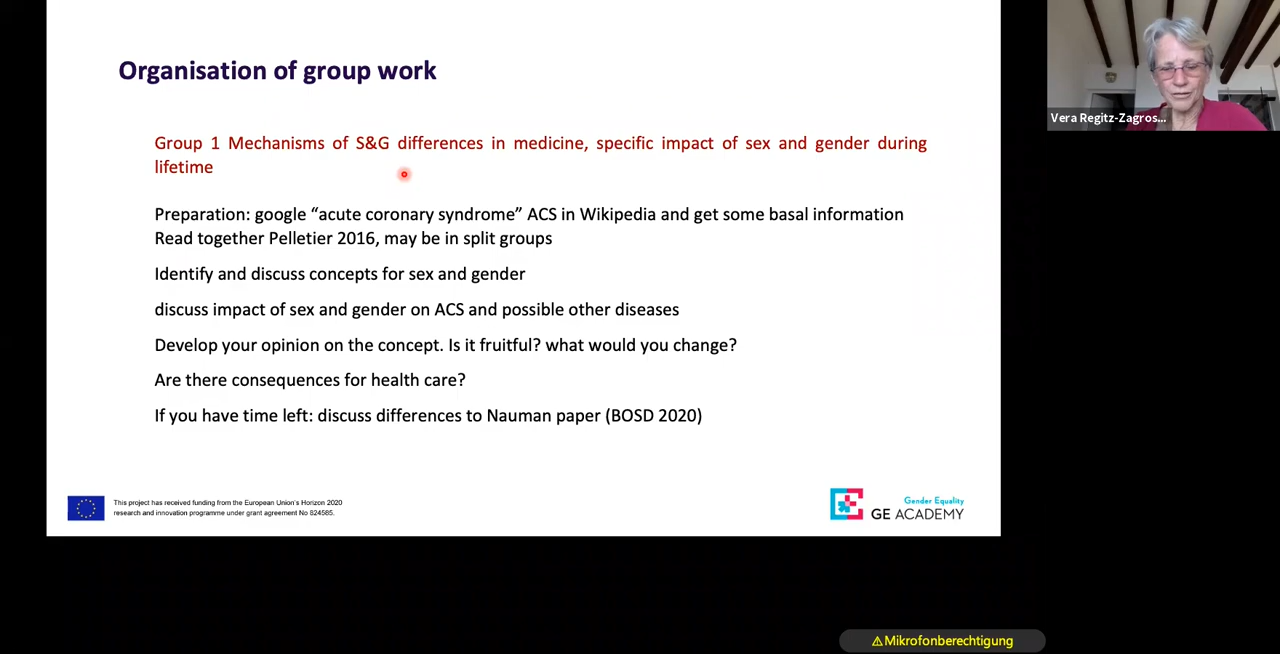 Organisation of group work
Group 1 Mechanisms of S&G differences in medicine, specific impact of sex and gender during
lifetime
Preparation: google “acute coronary syndrome” ACS in Wikipedia and get some basal information
Read together Pelletier 2016, may be in split groups
Identify and discuss concepts for sex and gender
discuss impact of sex and gender on ACS and possible other diseases
Develop your opinion on the concept. Is it fruitful? what would you change?
Are there consequences for health care?
If you have time left: discuss differences to Nauman paper (BOSD 2020)
This project has received funding from the European Union's Horizon 2020
research and innovation programme under grant agreement No 824585.
Gender Equality
GE ACADEMY
Vera Regitz-Zagros...
Mikrofonberechtigung